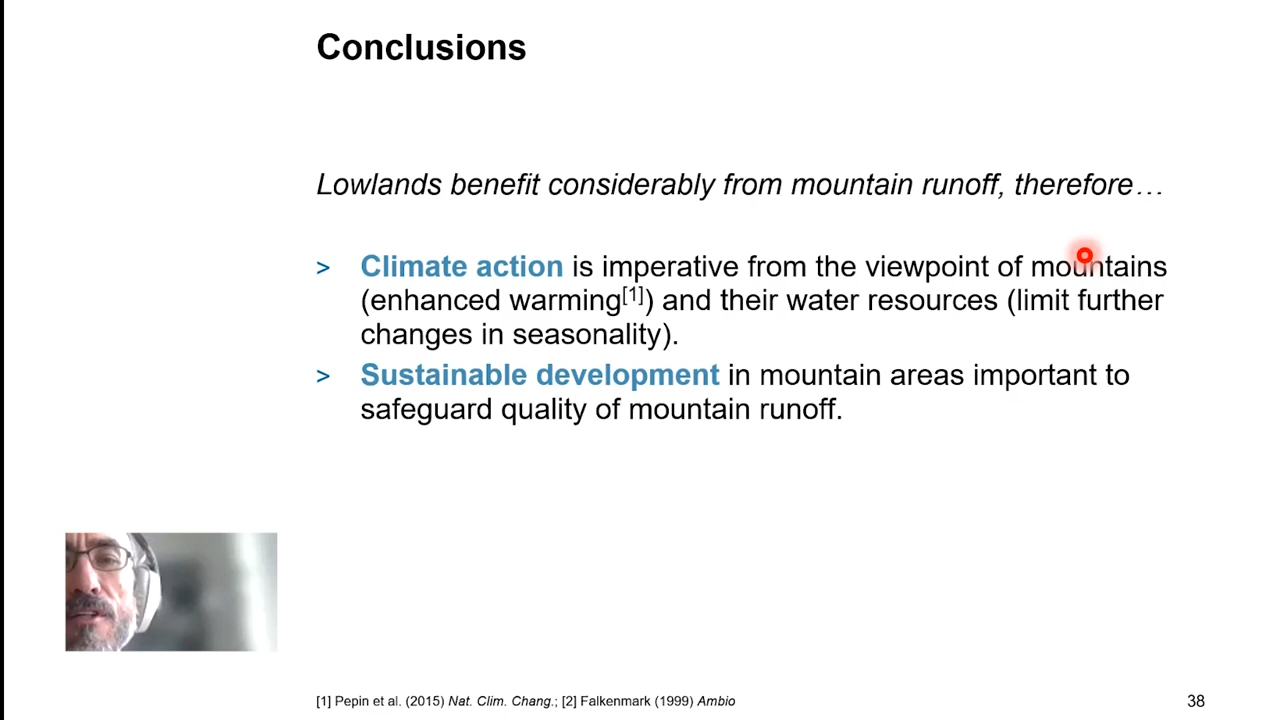 Conclusions
Lowlands benefit considerably from mountain runoff, therefore…
> Climate action is imperative from the viewpoint of mountains
(enhanced warming[1]) and their water resources (limit further
changes in seasonality).
> Sustainable development in mountain areas important to
safeguard quality of mountain runoff.
[1] Pepin et al. (2015) Nat. Clim. Chang.; [2] Falkenmark (1999) Ambio
38